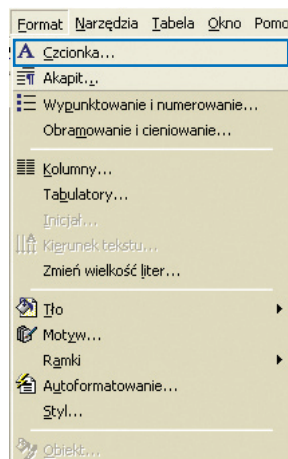 Format Narzędzia Tabela Okno Pomo
Czcionka...
Akapit...
Wypunktowanie i numerowanie...
Obramowanie i cieniowanie...
Kolumny...
Tabulatory...
Inicjał...
Kierunek tekstu...
Zmień wielkość liter...
Tło
Motyw...
Ramki
Autoformatowanie...
Styl...
Obiekt...